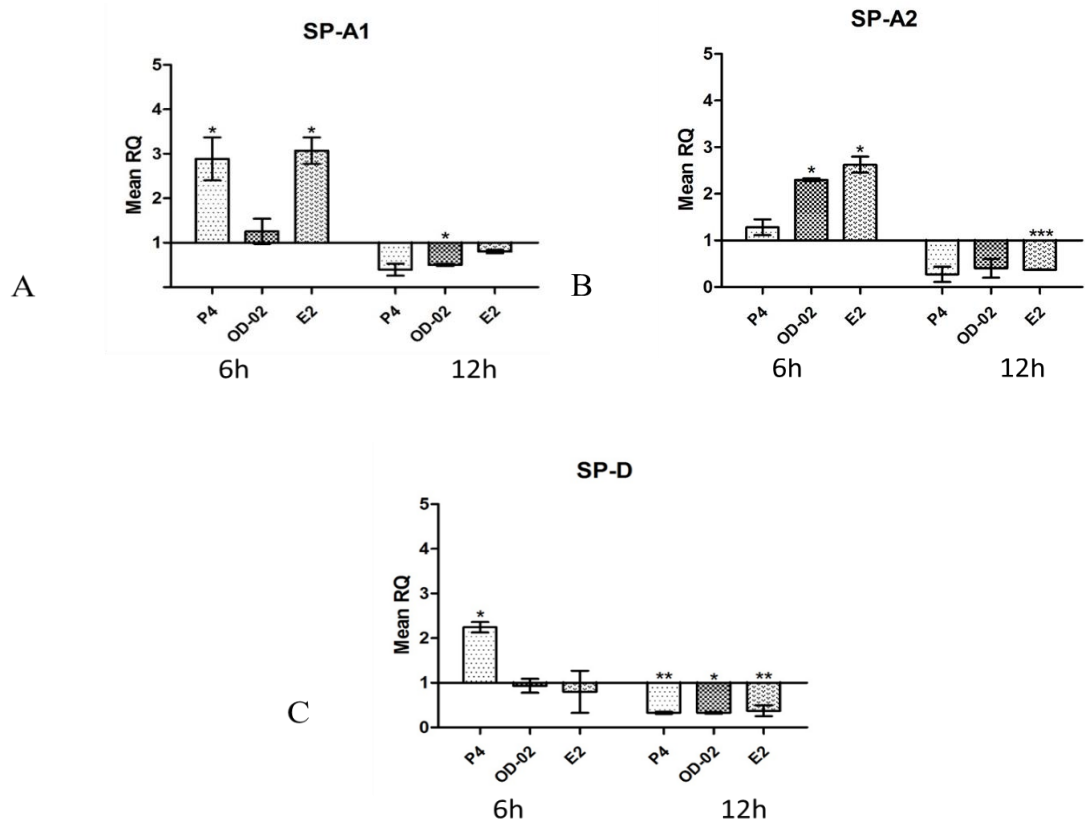 SP-A1
5
4
3
2
1
Mean RQ
* * *
P4 OD-02 E2 P4 OD-02 E2
6h 12h
A
SP-A2
5
4
3
2
1
0
Mean RQ
* * ***
P4 OD-02 E2 P4 OD-02 E2
6h 12h
B
SP-D
5
4
3
2
1
0
Mean RQ
* ** * **
P4 OD-02 E2 P4 OD-02 E2
6h 12h
C